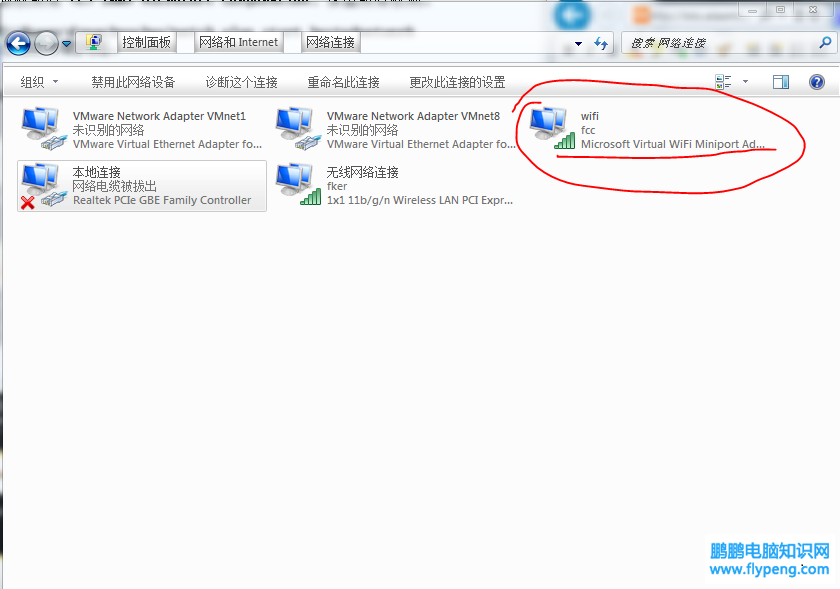 控制面板 网络和 Internet 网络连接 搜索 网络连接
组织 禁用此网络设备 诊断这个连接 重命名此连接 更改此连接的设置
VMware Network Adapter VMnet1
未识别的网络
VMware Virtual Ethernet Adapter fo...
VMware Network Adapter VMnet8
未识别的网络
VMware Virtual Ethernet Adapter fo...
wifi
fcc
Microsoft Virtual WiFi Miniport Ad...
本地连接
网络电缆被拔出
Realtek PCIe GBE Family Controller
无线网络连接
fker
1x1 11b/g/n Wireless LAN PCI Expr...
鹏鹏电脑知识网
www.flypeng.com